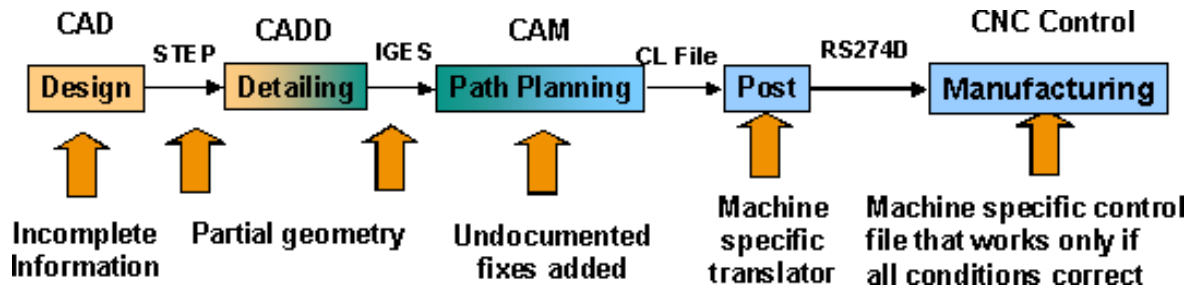 CAD
CADD
CAM
CNC Control
STEP
IGES
CL File
RS274D
Design
Detailing
Path Planning
Post
Manufacturing
Incomplete
Information
Partial geometry
Undocumented
fixes added
Machine
specific
translator
Machine specific control
file that works only if
all conditions correct